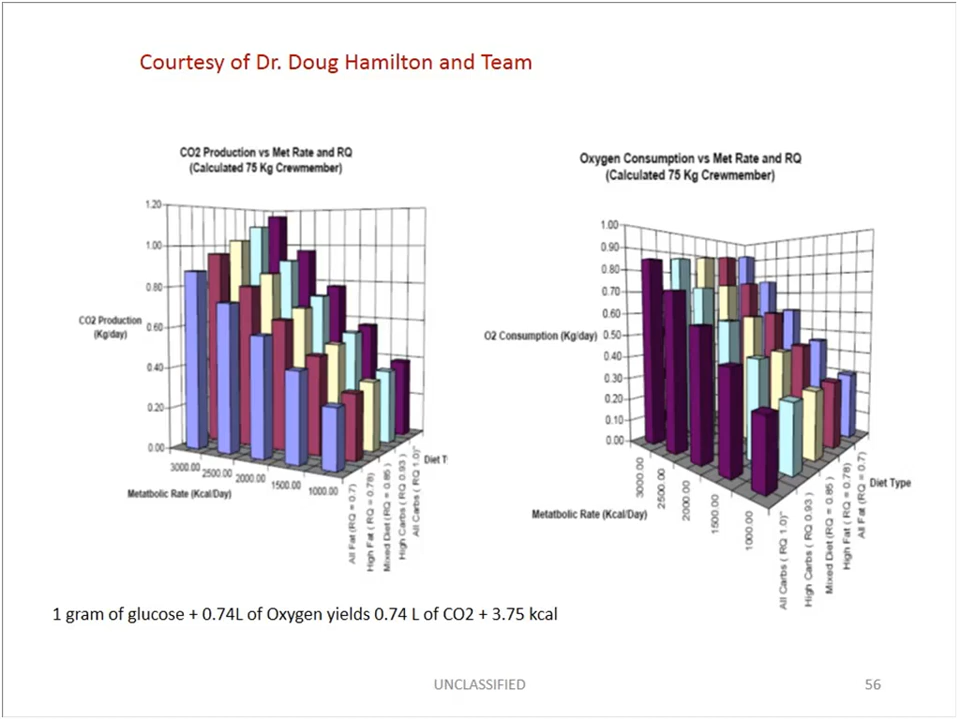 Courtesy of Dr. Doug Hamilton and Team
CO2 Production vs Met Rate and RQ
(Calculated 75 Kg Crewmember)
1.20
1.00
0.80
0.60
0.40
0.20
0.00
CO2 Production
(Kg/day)
3000.00
2500.00
2000.00
1500.00
1000.00
Metatbolic Rate (Kcal/Day)
All Fat (RQ = 0.7)
High Fat ( RQ = 0.78)
Mixed Diet (RQ = 0.85 )
High Carbs ( RQ 0.93 )
All Carbs ( RQ 1.0)"
Diet T
Oxygen Consumption vs Met Rate and RQ
(Calculated 75 Kg Crewmember)
1.00
0.90
0.80
0.70
0.60
0.50
0.40
0.30
0.20
0.10
0.00
O2 Consumption (Kg/day)
3000.00
2500.00
2000.00
1500.00
1000.00
Metatbolic Rate (Kcal/Day)
All Carbs ( RQ 1.0)"
High Carbs ( RQ 0.93 )
Mixed Diet (RQ = 0.85 )
High Fat ( RQ = 0.78)
All Fat (RQ = 0.7)
Diet Type
1 gram of glucose + 0.74L of Oxygen yields 0.74 L of CO2 + 3.75 kcal
UNCLASSIFIED
56